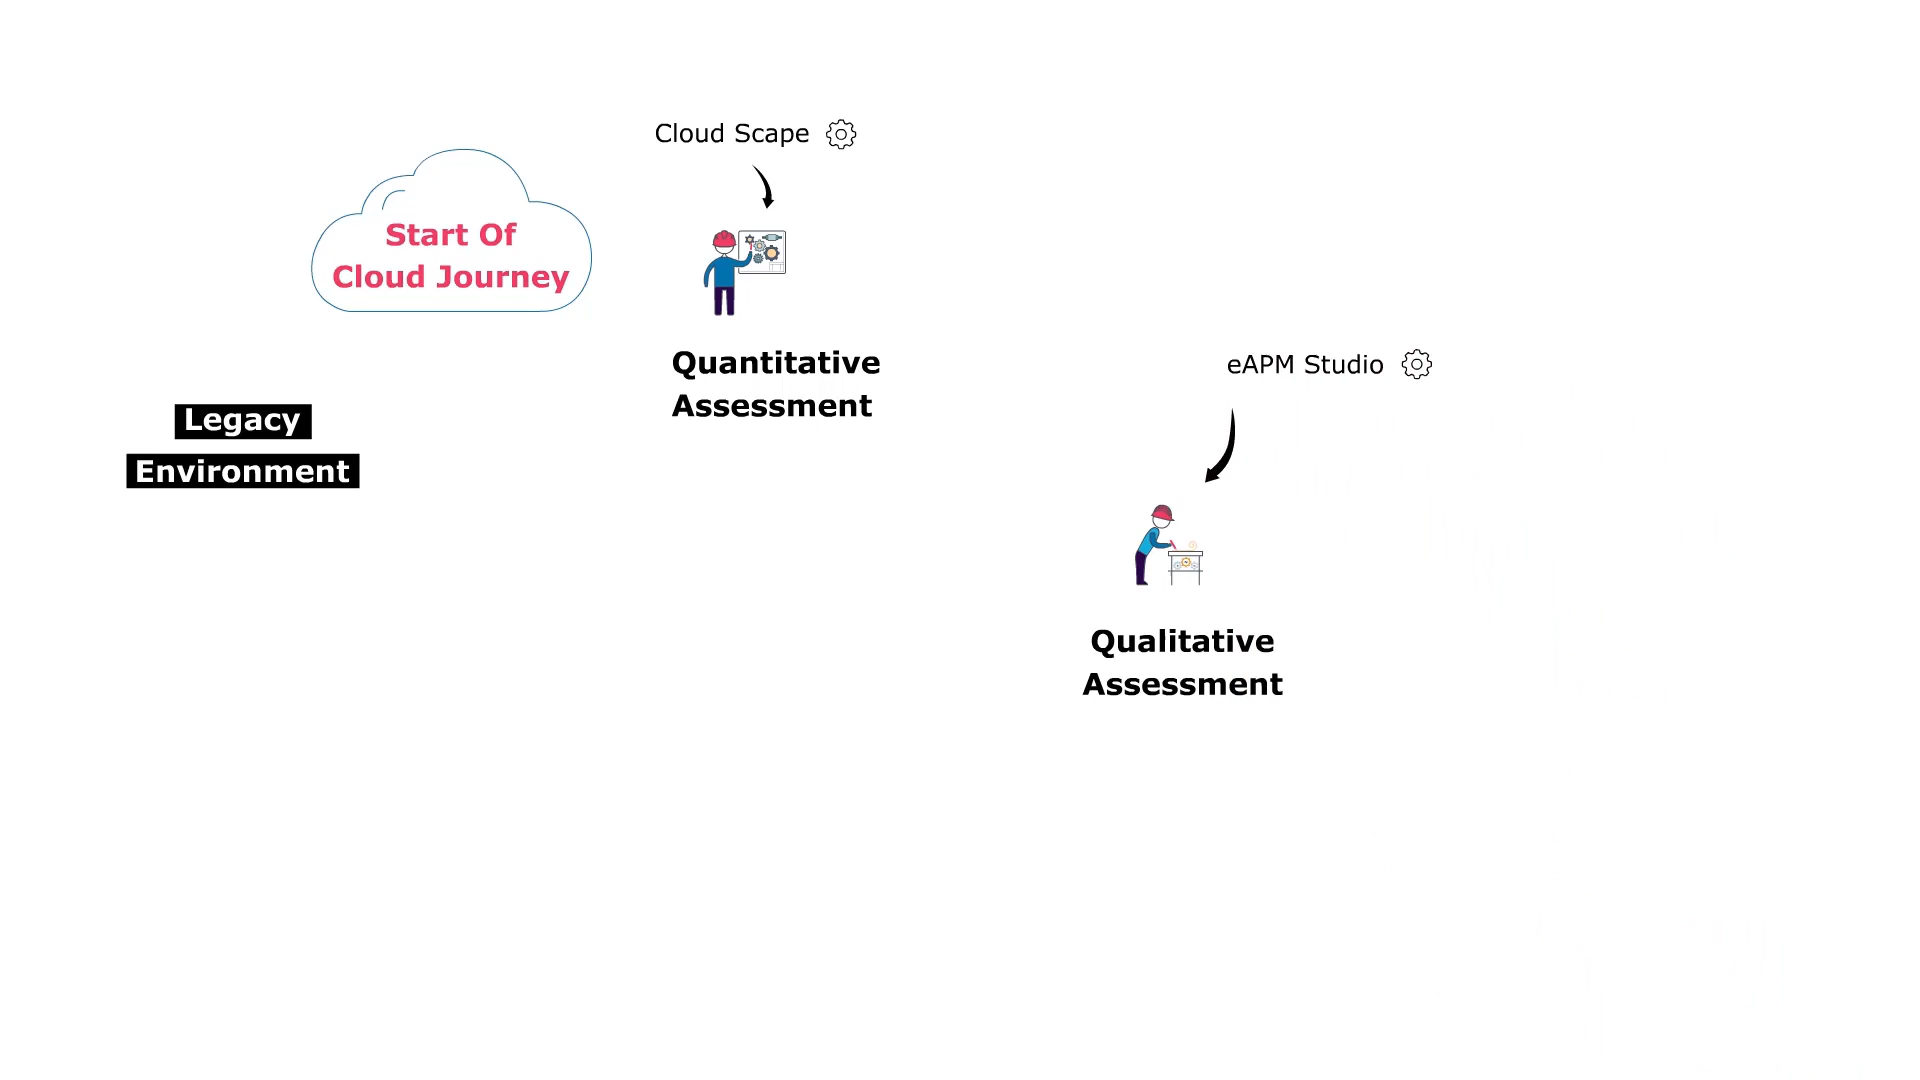 Cloud Scape
Start Of
Cloud Journey
Quantitative
Assessment
Legacy
Environment
eAPM Studio
Qualitative
Assessment